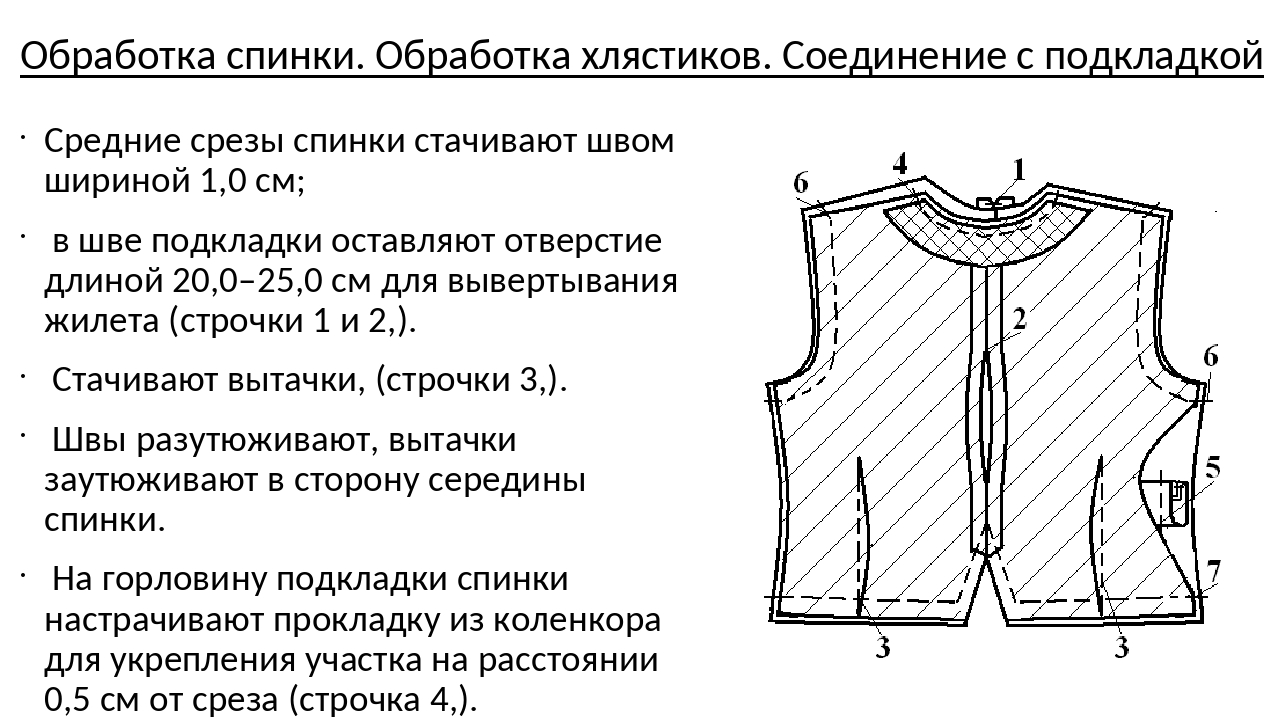 Обработка спинки. Обработка хлястиков. Соединение с подкладкой
· Средние срезы спинки стачивают швом
шириной 1,0 см;
· в шве подкладки оставляют отверстие
длиной 20,0–25,0 см для вывертывания
жилета (строчки 1 и 2,).
· Стачивают вытачки, (строчки 3,).
· Швы разутюживают, вытачки
заутюживают в сторону середины
спинки.
· На горловину подкладки спинки
настрачивают прокладку из коленкора
для укрепления участка на расстоянии
0,5 см от среза (строчка 4,).
4
1
6
2
6
5
7
3
3